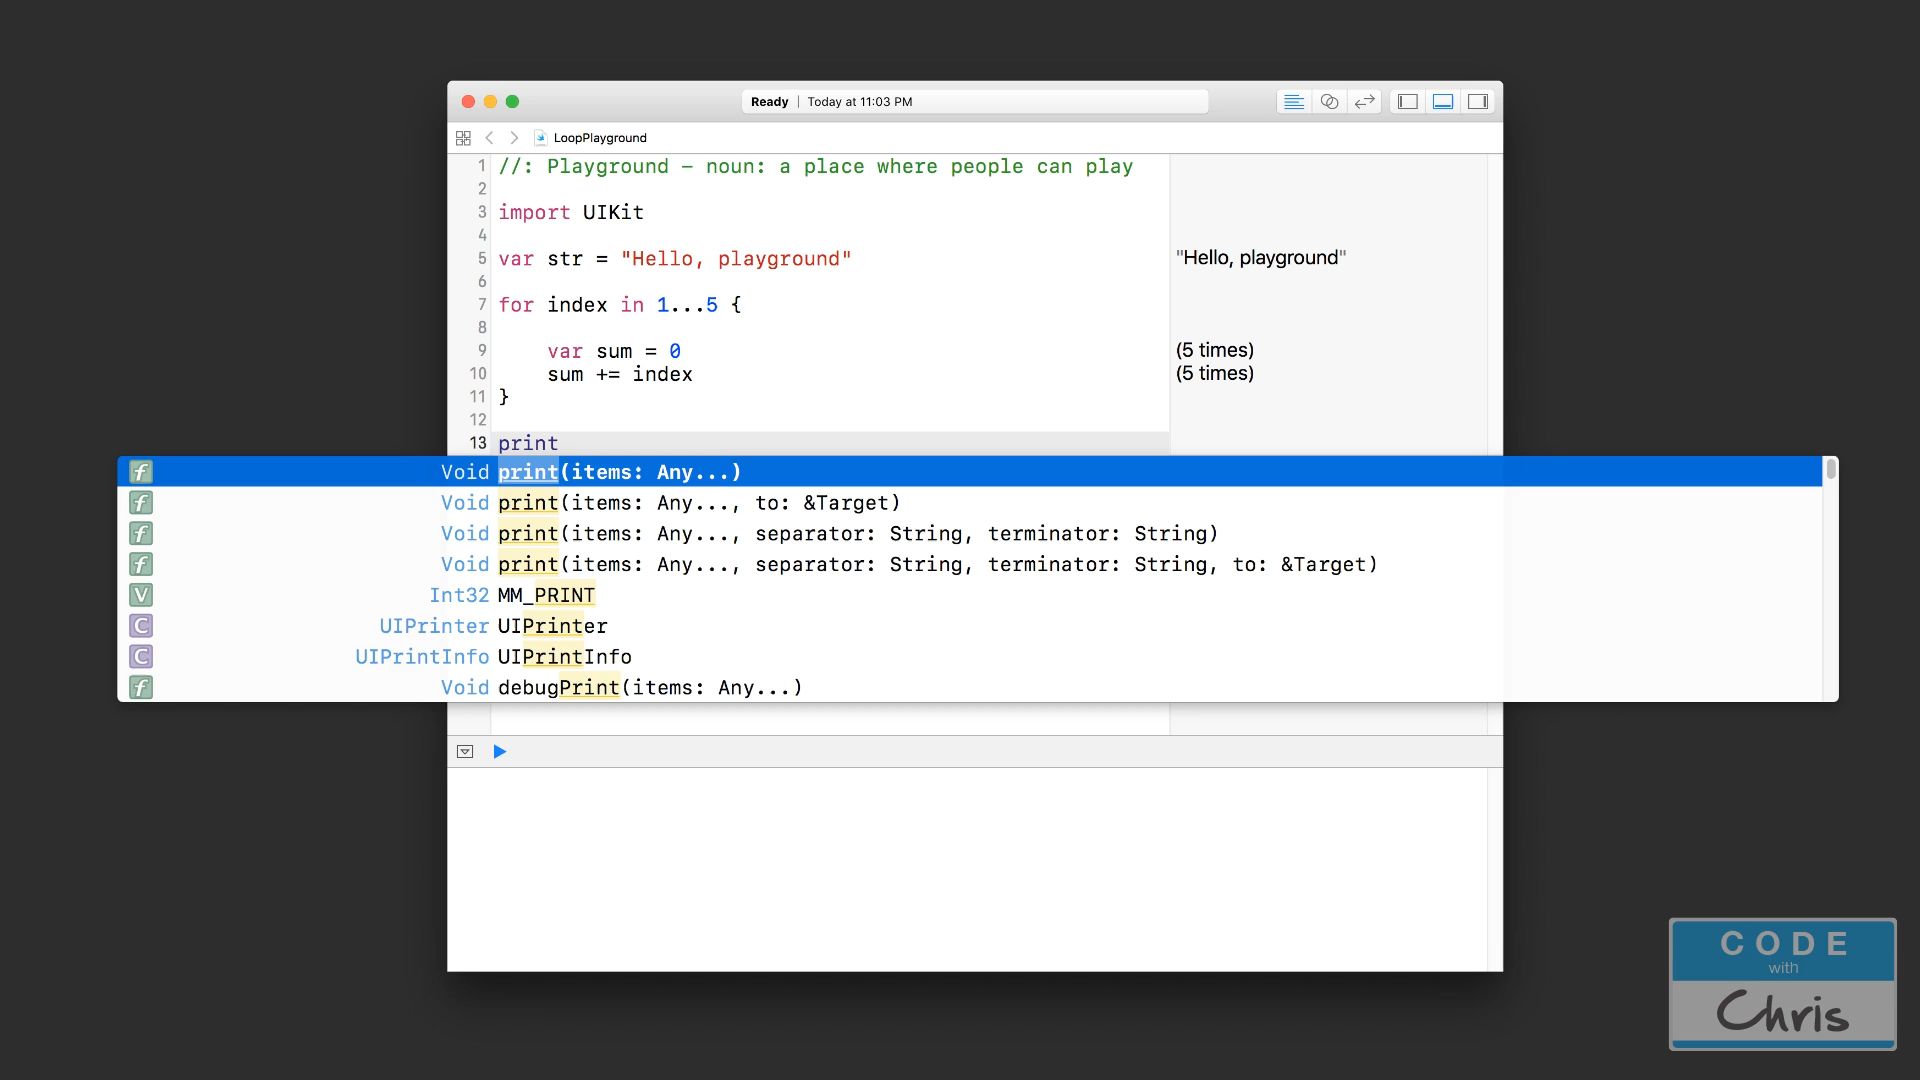 Ready | Today at 11:03 PM
LoopPlayground
1 //: Playground – noun: a place where people can play
2
3 import UIKit
4
5 var str = "Hello, playground" "Hello, playground"
6
7 for index in 1...5 {
8
9 var sum = 0 (5 times)
10 sum += index (5 times)
11 }
12
13 print
f Void print(items: Any...)
f Void print(items: Any..., to: &Target)
f Void print(items: Any..., separator: String, terminator: String)
f Void print(items: Any..., separator: String, terminator: String, to: &Target)
V Int32 MM_PRINT
C UIPrinter UIPrinter
C UIPrintInfo UIPrintInfo
f Void debugPrint(items: Any...)
CODE
with
Chris